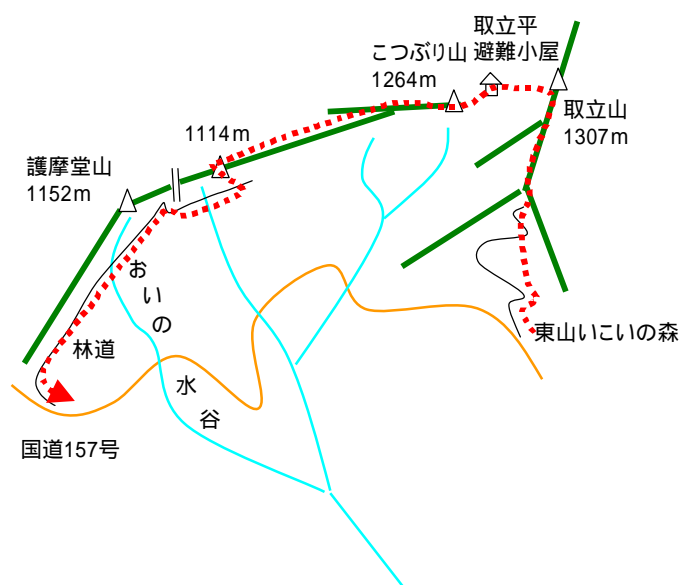 取立平
避難小屋
こつぶり山
1264m
取立山
1307m
1114m
護摩堂山
1152m
おいの
水谷
林道
東山いこいの森
国道157号